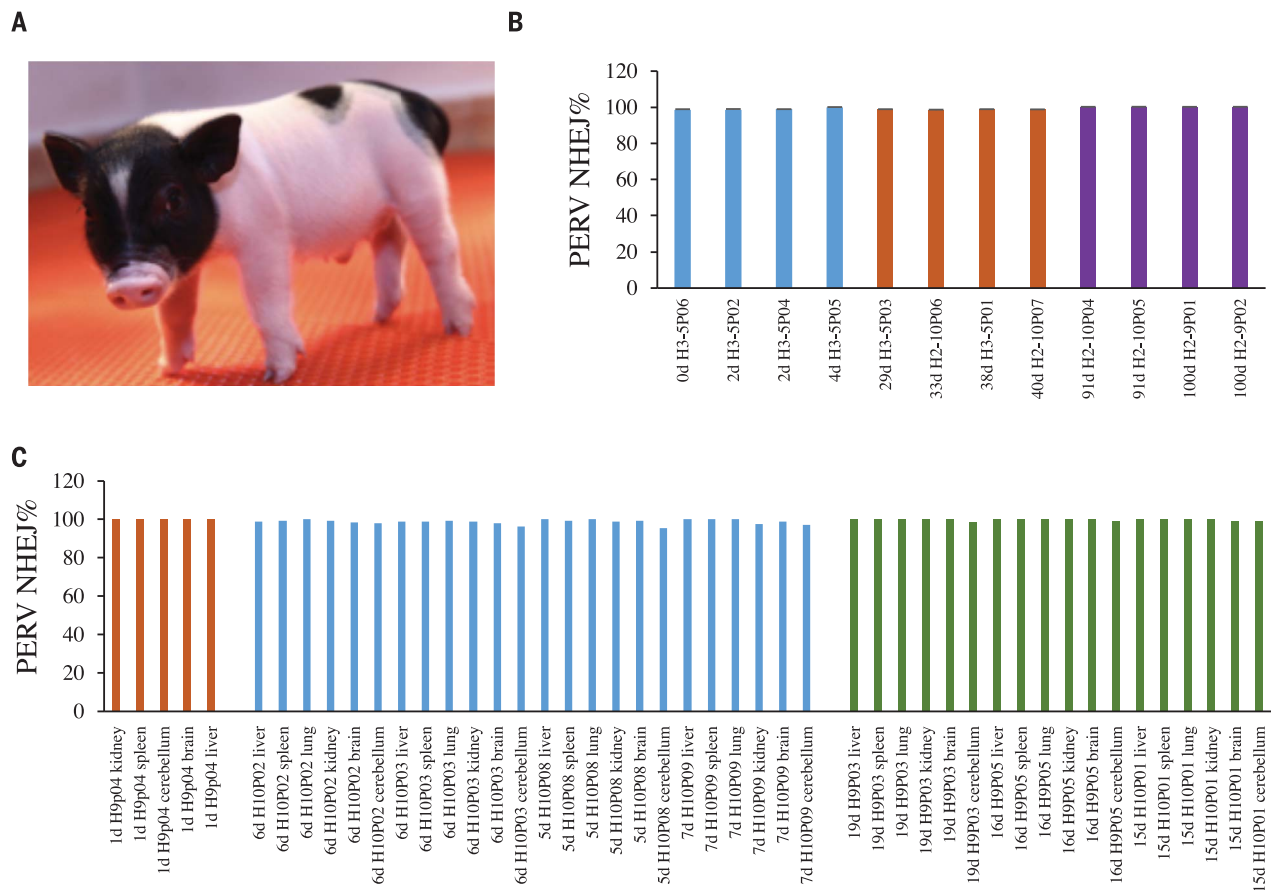 A
B
120
100
80
60
40
20
0
PERV NHEJ%
0d H3-5P06
2d H3-5P02
2d H3-5P04
4d H3-5P05
29d H3-5P03
33d H2-10P06
38d H3-5P01
40d H2-10P07
91d H2-10P04
91d H2-10P05
100d H2-9P01
100d H2-9P02
C
120
100
80
60
40
20
0
PERV NHEJ%
1d H9p04 kidney
1d H9p04 spleen
1d H9p04 cerebellum
1d H9p04 brain
1d H9p04 liver
6d H10P02 liver
6d H10P02 spleen
6d H10P02 lung
6d H10P02 kidney
6d H10P02 brain
6d H10P02 cerebellum
6d H10P03 liver
6d H10P03 spleen
6d H10P03 lung
6d H10P03 kidney
6d H10P03 brain
6d H10P03 cerebellum
5d H10P08 liver
5d H10P08 spleen
5d H10P08 lung
5d H10P08 kidney
5d H10P08 brain
5d H10P08 cerebellum
7d H10P09 liver
7d H10P09 spleen
7d H10P09 lung
7d H10P09 kidney
7d H10P09 brain
7d H10P09 cerebellum
19d H9P03 liver
19d H9P03 spleen
19d H9P03 lung
19d H9P03 kidney
19d H9P03 brain
19d H9P03 cerebellum
16d H9P05 liver
16d H9P05 spleen
16d H9P05 lung
16d H9P05 kidney
16d H9P05 brain
16d H9P05 cerebellum
15d H10P01 liver
15d H10P01 spleen
15d H10P01 lung
15d H10P01 kidney
15d H10P01 brain
15d H10P01 cerebellum